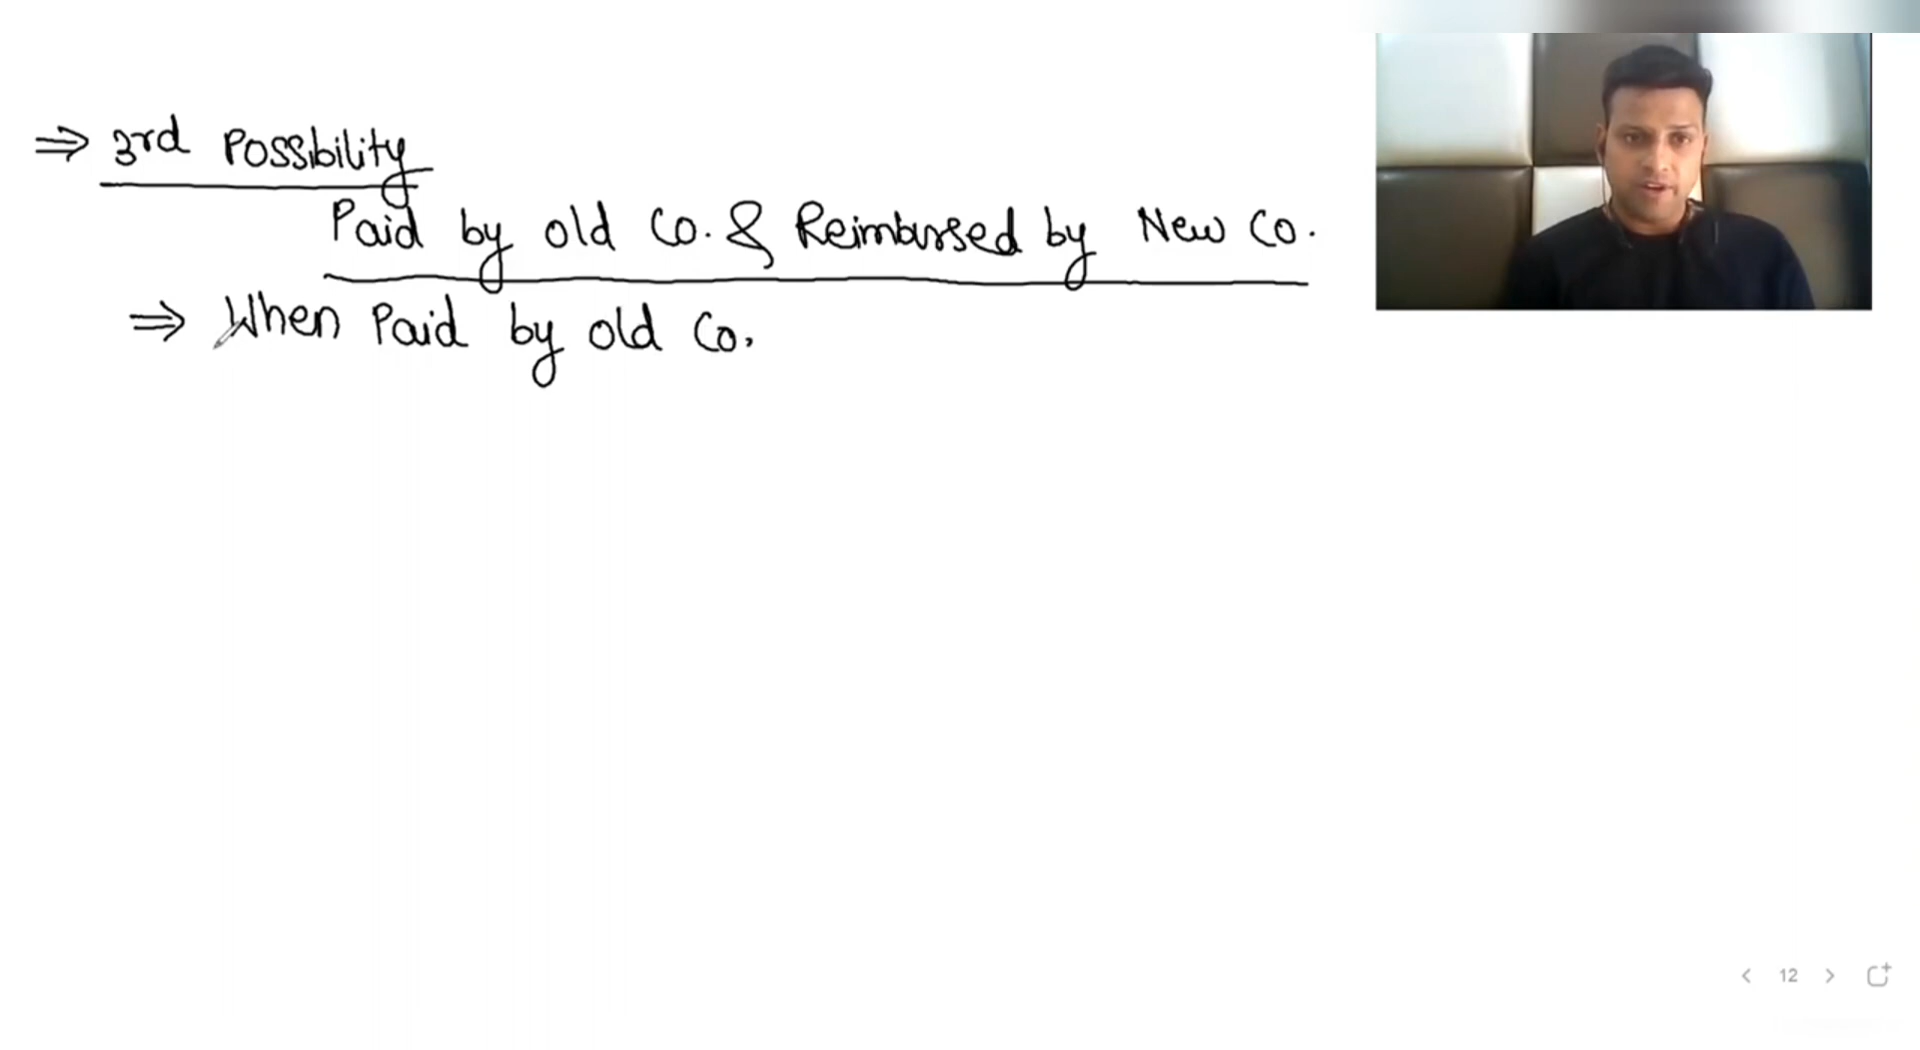 ⇒ 3rd Possibility
Paid by old Co. & Reimbursed by New Co.
⇒ When Paid by old Co.
< 12 >